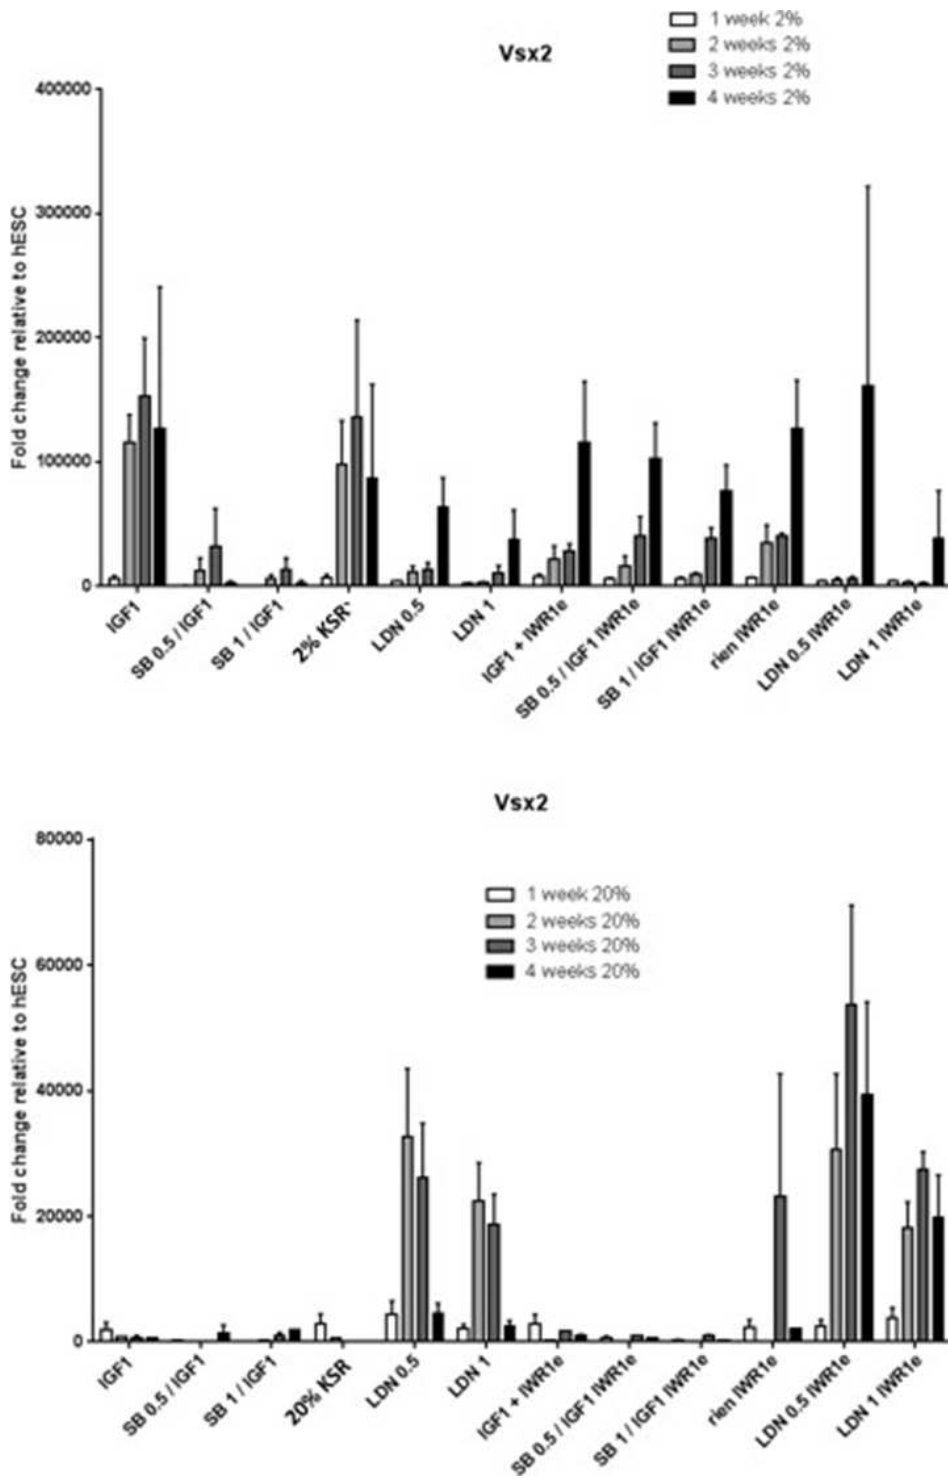 Vsx2
1 week 2%
2 weeks 2%
3 weeks 2%
4 weeks 2%
Fold change relative to hESC
400000
300000
200000
100000
0
IGF1
SB 0.5 / IGF1
SB 1 / IGF1
2% KSR*
LDN 0.5
LDN 1
IGF1 + IWR1e
SB 0.5 / IGF1 IWR1e
SB 1 / IGF1 IWR1e
rien IWR1e
LDN 0.5 IWR1e
LDN 1 IWR1e
Vsx2
1 week 20%
2 weeks 20%
3 weeks 20%
4 weeks 20%
Fold change relative to hESC
80000
60000
40000
20000
0
IGF1
SB 0.5 / IGF1
SB 1 / IGF1
20% KSR
LDN 0.5
LDN 1
IGF1 + IWR1e
SB 0.5 / IGF1 IWR1e
SB 1 / IGF1 IWR1e
rien IWR1e
LDN 0.5 IWR1e
LDN 1 IWR1e